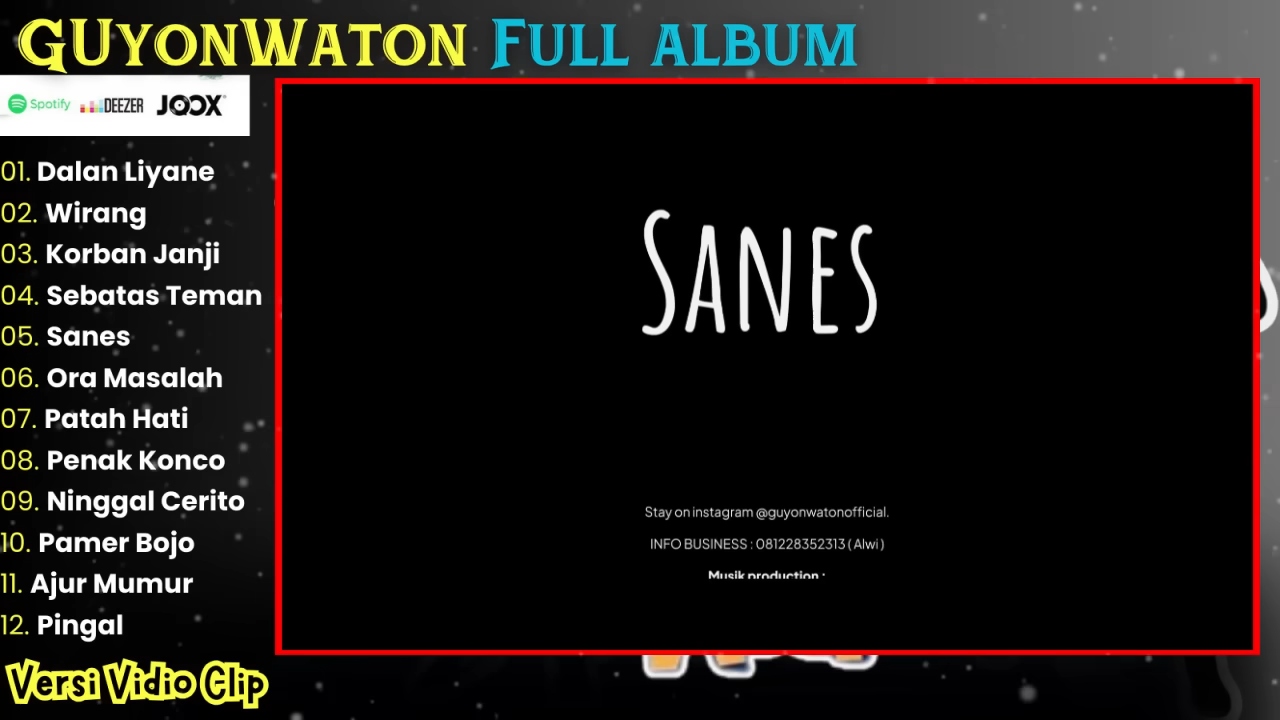 GUYONWATON FULL ALBUM
Spotify DEEZER JOOX
01. Dalan Liyane
02. Wirang
03. Korban Janji
04. Sebatas Teman
05. Sanes
06. Ora Masalah
07. Patah Hati
08. Penak Konco
09. Ninggal Cerito
10. Pamer Bojo
11. Ajur Mumur
12. Pingal
Versi Vidio Clip
SANES
Stay on instagram @guyonwatonofficial.
INFO BUSINESS : 081228352313 ( Alwi )
Musik production :